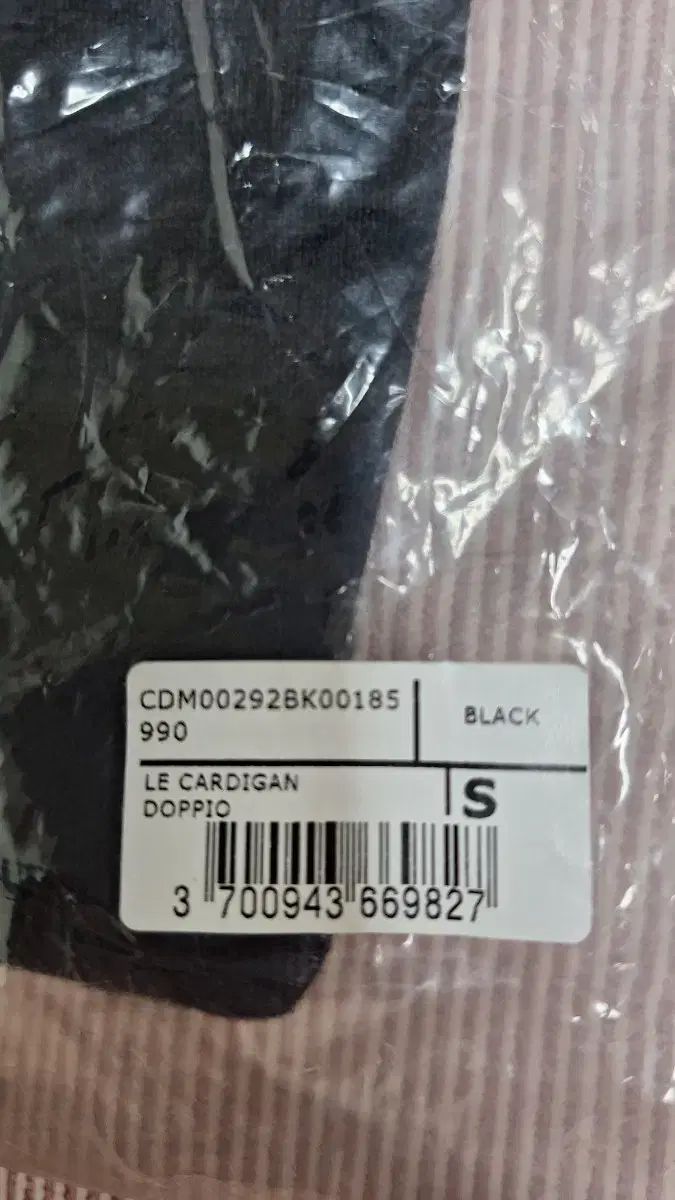 CDM00292BK00185
990
BLACK
LE CARDIGAN
DOPPIO
S
3 700943 669827